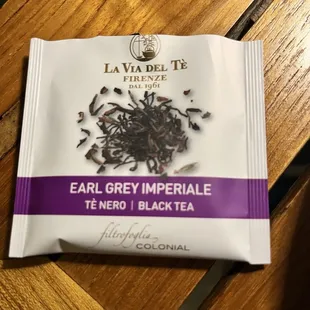 LA VIA DEL TÈ
FIRENZE
DAL 1961
EARL GREY IMPERIALE
TÈ NERO | BLACK TEA
filtrofoglia
COLONIAL